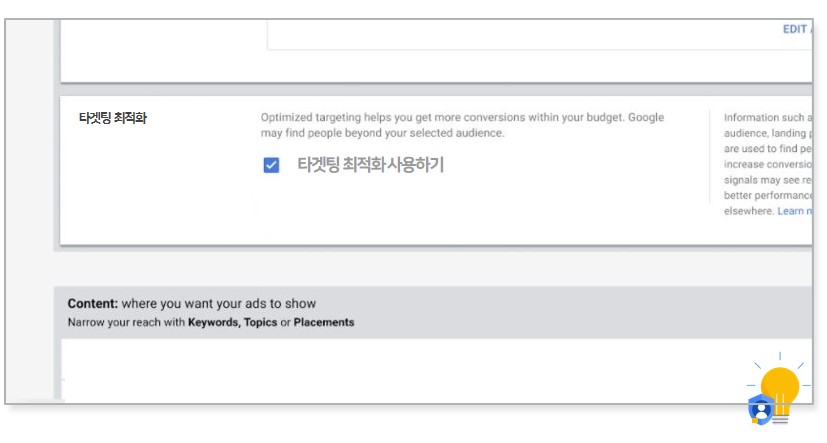 EDIT
타겟팅 최적화
Optimized targeting helps you get more conversions within your budget. Google
may find people beyond your selected audience.
타겟팅 최적화 사용하기
Information such a
audience, landing
are used to find pe
increase conversio
signals may see re
better performance
elsewhere. Learn m
Content: where you want your ads to show
Narrow your reach with Keywords, Topics or Placements